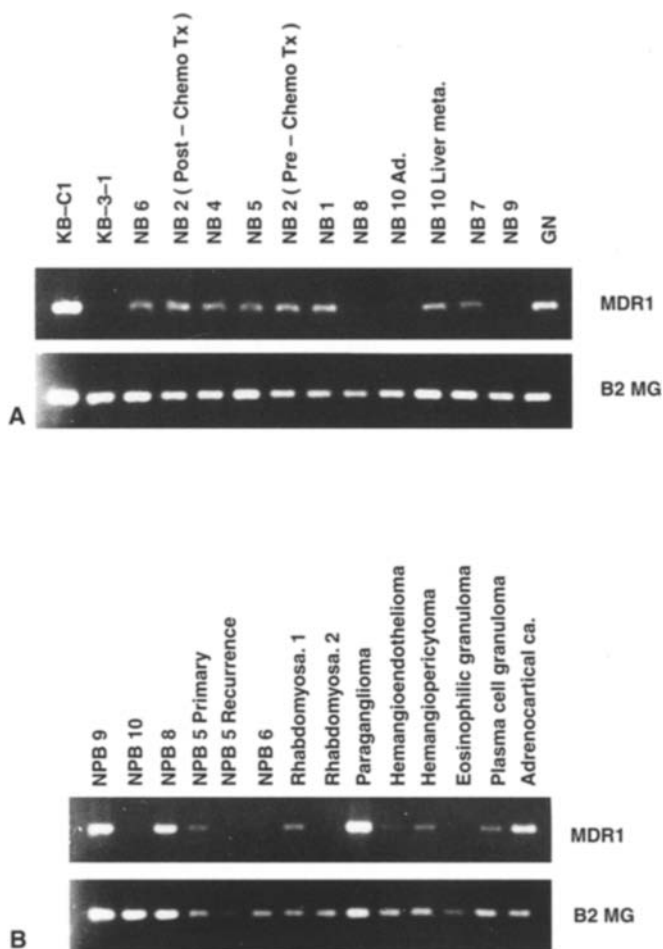 KB–C1
KB–3–1
NB 6
NB 2 ( Post – Chemo Tx )
NB 4
NB 5
NB 2 ( Pre – Chemo Tx )
NB 1
NB 8
NB 10 Ad.
NB 10 Liver meta.
NB 7
NB 9
GN
MDR1
B2 MG
A
NPB 9
NPB 10
NPB 8
NPB 5 Primary
NPB 5 Recurrence
NPB 6
Rhabdomyosa. 1
Rhabdomyosa. 2
Paraganglioma
Hemangioendothelioma
Hemangiopericytoma
Eosinophilic granuloma
Plasma cell granuloma
Adrenocartical ca.
MDR1
B2 MG
B